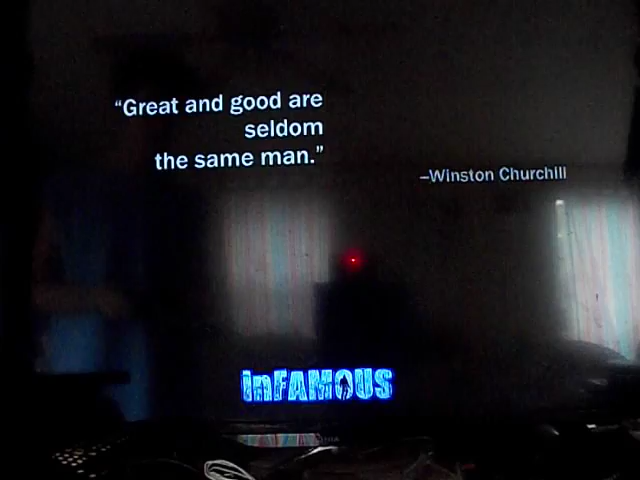 “Great and good are
seldom
the same man.”
–Winston Churchill
inFAMOUS